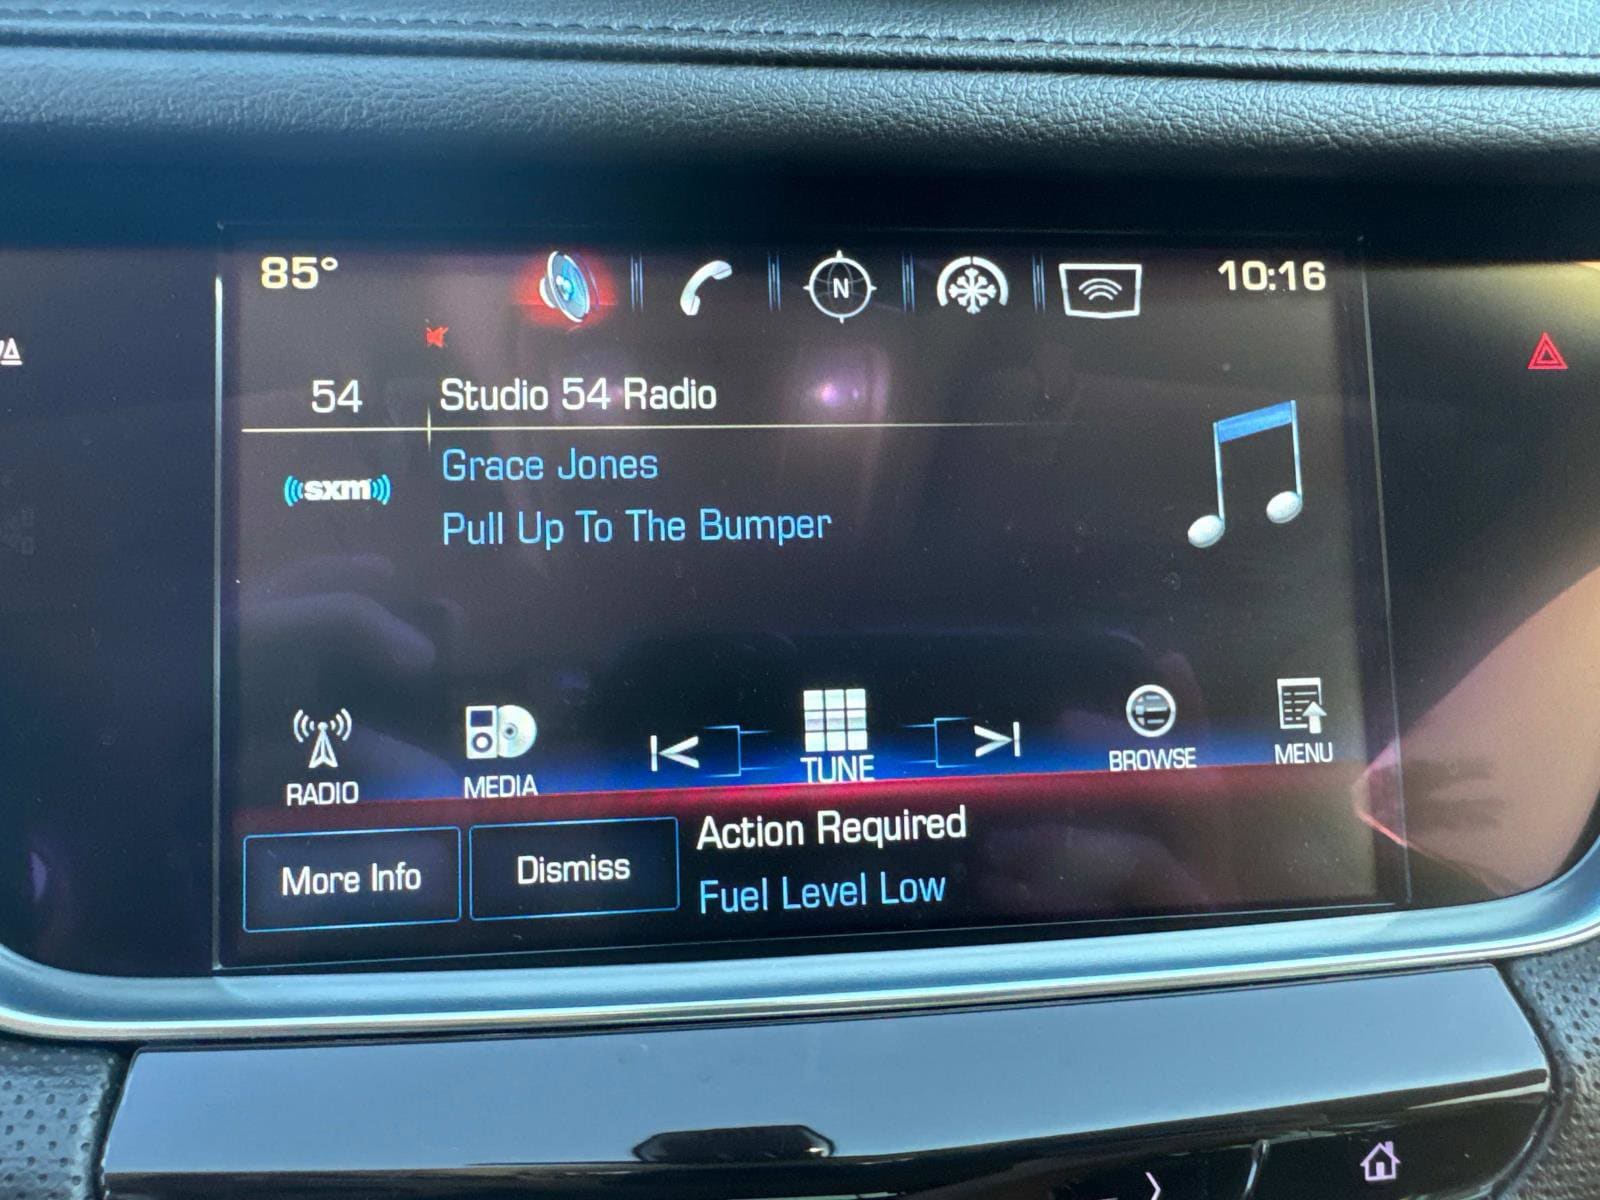 85°
N
10:16
54
Studio 54 Radio
sxm
Grace Jones
Pull Up To The Bumper
RADIO
MEDIA
TUNE
BROWSE
MENU
More Info
Dismiss
Action Required
Fuel Level Low